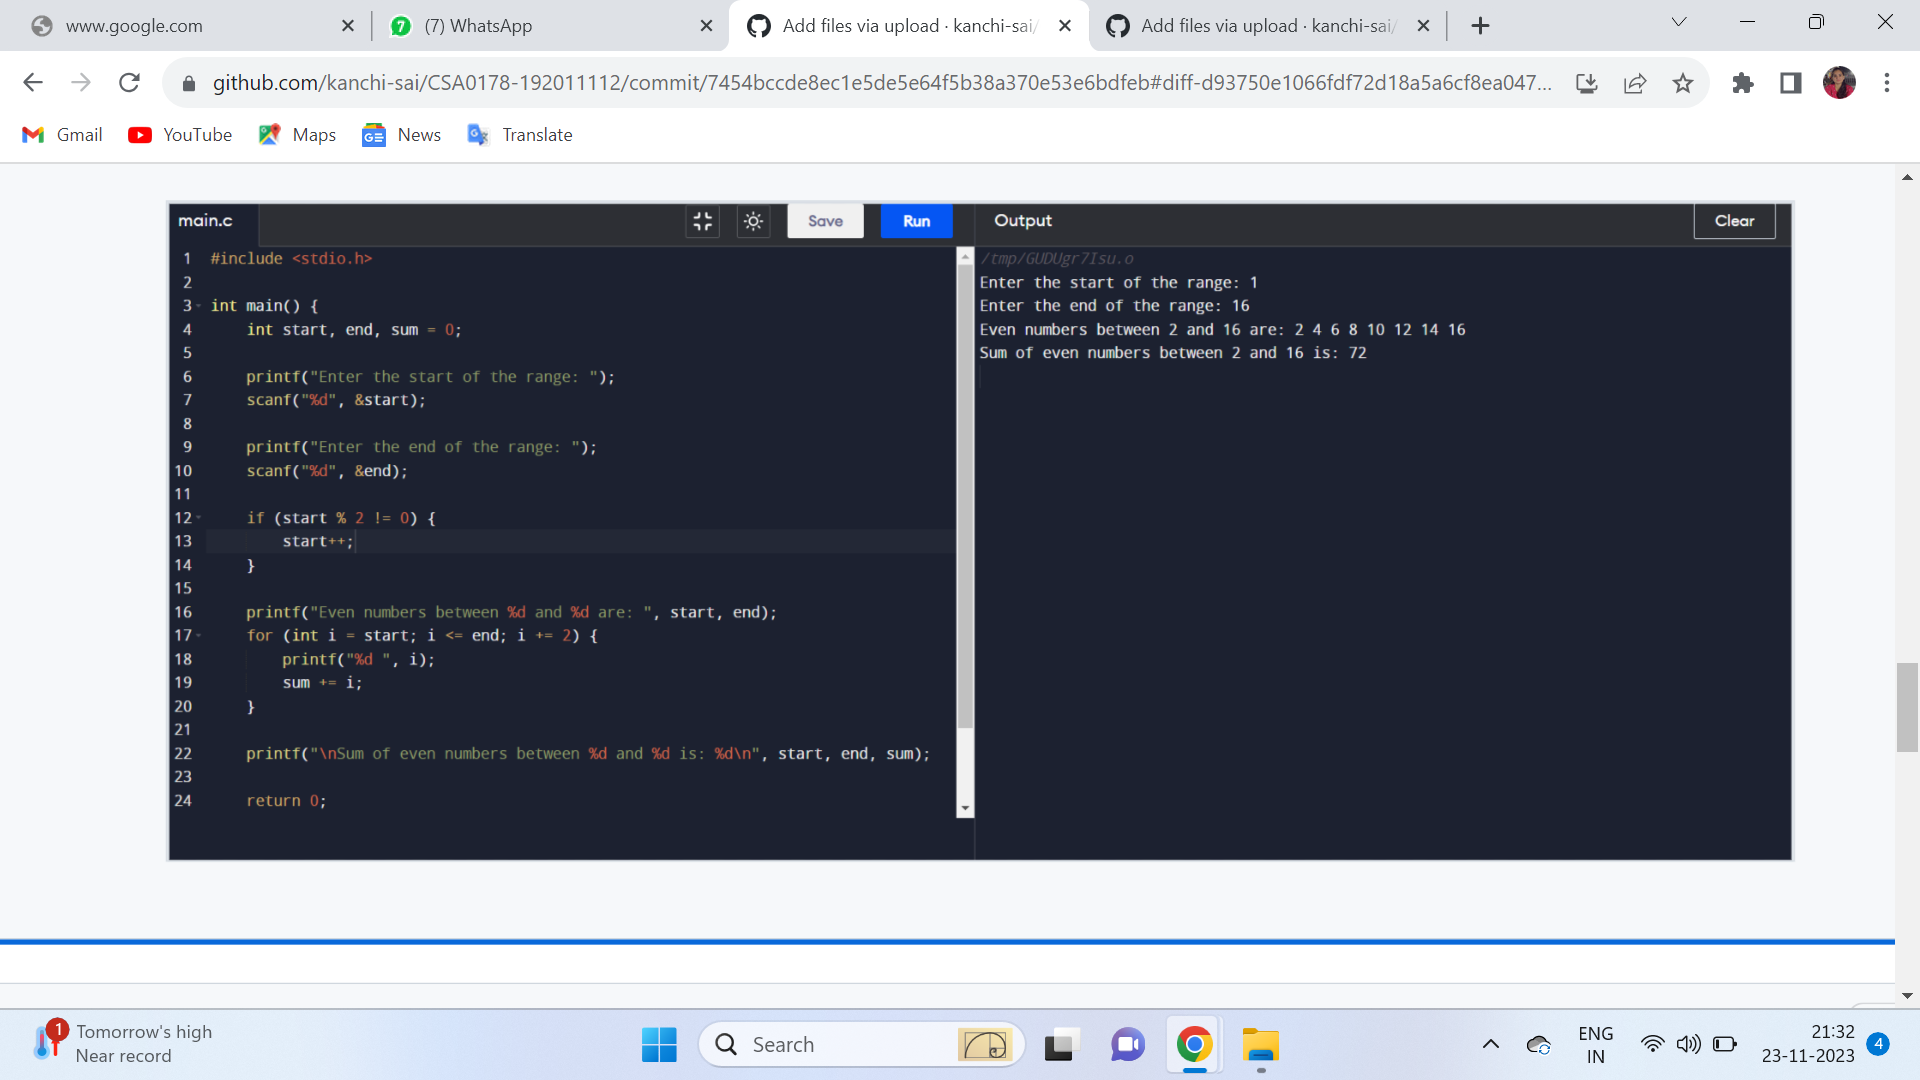 www.google.com
(7) WhatsApp
Add files via upload · kanchi-sai/
Add files via upload · kanchi-sai/
github.com/kanchi-sai/CSA0178-192011112/commit/7454bccde8ec1e5de5e64f5b38a370e53e6bdfeb#diff-d93750e1066fdf72d18a5a6cf8ea047...
Gmail
YouTube
Maps
News
Translate
main.c
Save
Run
Output
Clear
1 #include <stdio.h>
2
3 int main() {
4 int start, end, sum = 0;
5
6 printf("Enter the start of the range: ");
7 scanf("%d", &start);
8
9 printf("Enter the end of the range: ");
10 scanf("%d", &end);
11
12 if (start % 2 != 0) {
13 start++;
14 }
15
16 printf("Even numbers between %d and %d are: ", start, end);
17 for (int i = start; i <= end; i += 2) {
18 printf("%d ", i);
19 sum += i;
20 }
21
22 printf("\nSum of even numbers between %d and %d is: %d\n", start, end, sum);
23
24 return 0;
/tmp/GUDUgr7Isu.o
Enter the start of the range: 1
Enter the end of the range: 16
Even numbers between 2 and 16 are: 2 4 6 8 10 12 14 16
Sum of even numbers between 2 and 16 is: 72
1
Tomorrow's high
Near record
Search
ENG
IN
21:32
23-11-2023
4